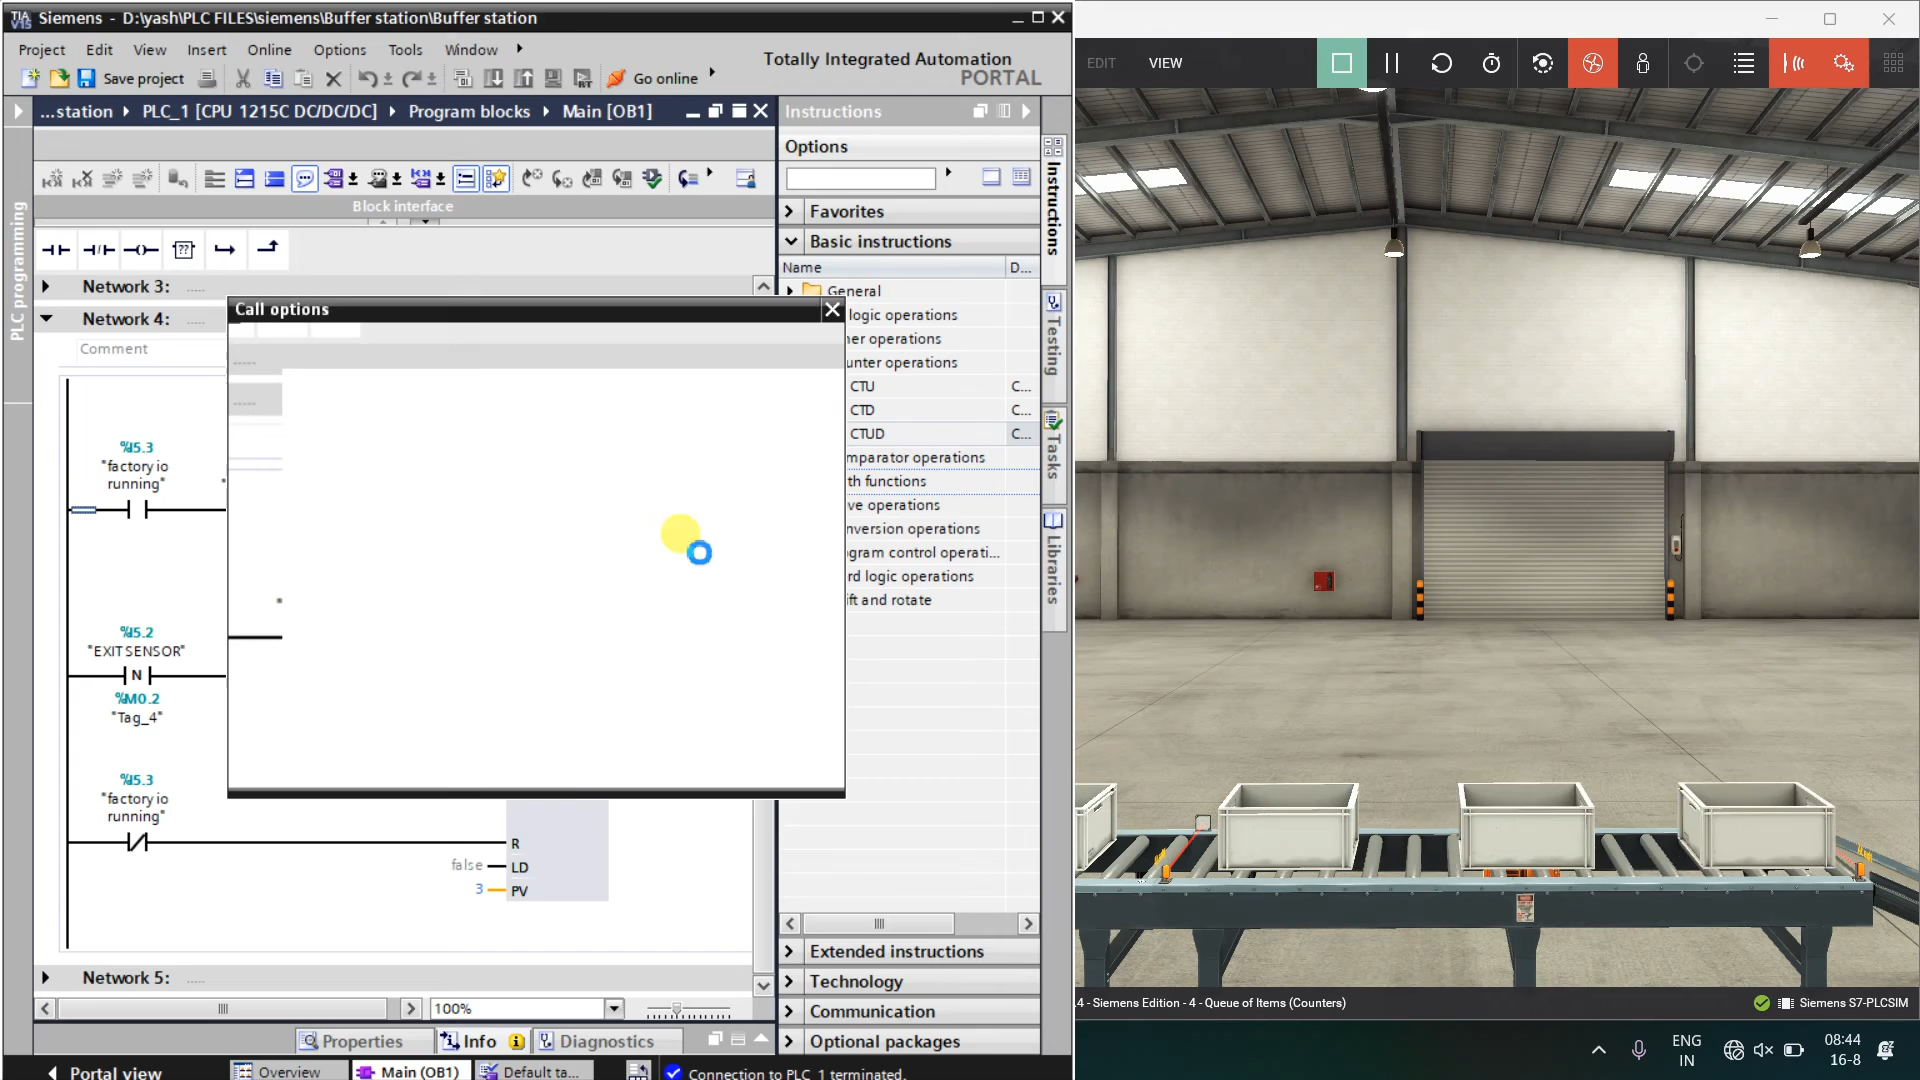 Siemens - D:\yash\PLC FILES\siemens\Buffer station\Buffer station
Project Edit View Insert Online Options Tools Window
Totally Integrated Automation
PORTAL
Save project
Go online
...station PLC_1 [CPU 1215C DC/DC/DC] Program blocks Main [OB1]
Block interface
PLC programming
Network 3: .....
Network 4: .....
Comment
%I5.3
"factory io
running"
%I5.2
"EXIT SENSOR"
N
%M0.2
"Tag_4"
%I5.3
"factory io
running"
R
false LD
3 PV
Network 5: .....
100%
Properties
Info
Diagnostics
Portal view
Overview
Main (OB1)
Default ta...
Connection to PLC_1 terminated.
Call options
.....
.....
Instructions
Options
Favorites
Basic instructions
Name D...
General
logic operations
ner operations
unter operations
CTU C...
CTD C...
CTUD C...
mparator operations
th functions
ve operations
nversion operations
gram control operati...
rd logic operations
ift and rotate
Extended instructions
Technology
Communication
Optional packages
Instructions
Testing
Tasks
Libraries
EDIT VIEW
.4 - Siemens Edition - 4 - Queue of Items (Counters)
Siemens S7-PLCSIM
ENG
IN
08:44
16-8